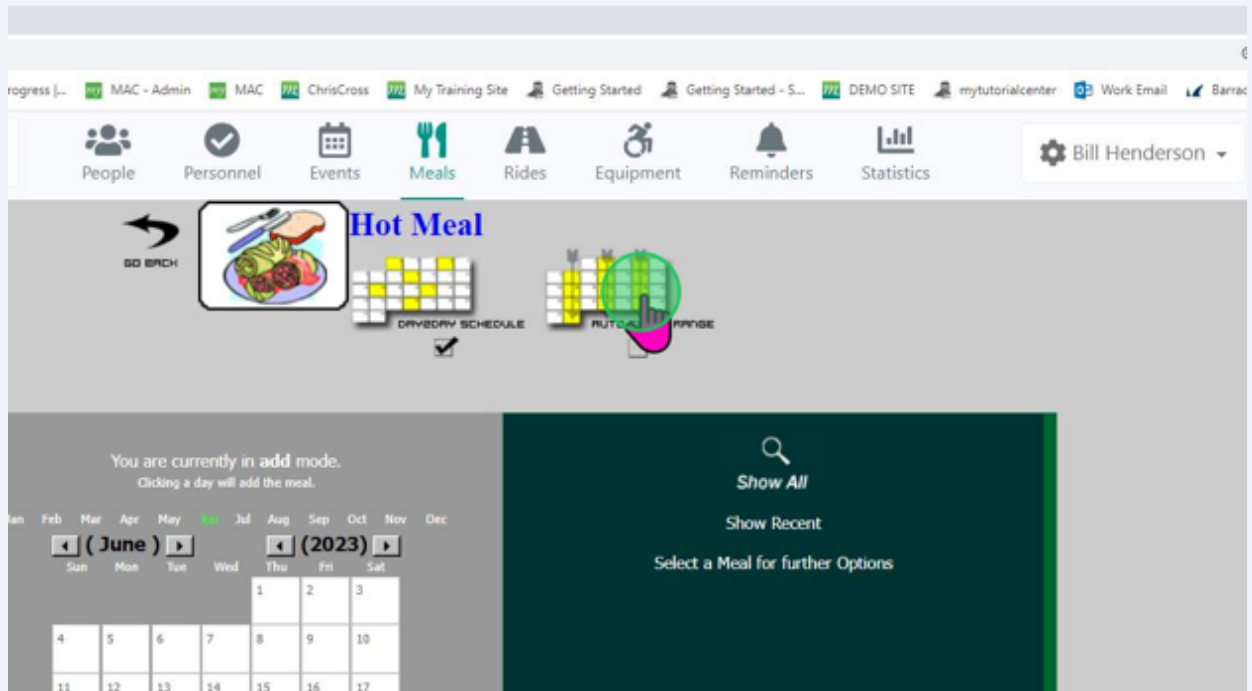 rogress |... MAC - Admin MAC ChrisCross My Training Site Getting Started Getting Started - S... DEMO SITE mytutorialcenter Work Email Barrac
People Personnel Events Meals Rides Equipment Reminders Statistics Bill Henderson
Hot Meal
GO BACK
DAY2DAY SCHEDULE RANGE
You are currently in add mode.
Clicking a day will add the meal.
Jan Feb Mar Apr May Jun Jul Aug Sep Oct Nov Dec
( June ) (2023)
Sun Mon Tue Wed Thu Fri Sat
1 2 3
4 5 6 7 8 9 10
11 12 13 14 15 16 17
Show All
Show Recent
Select a Meal for further Options